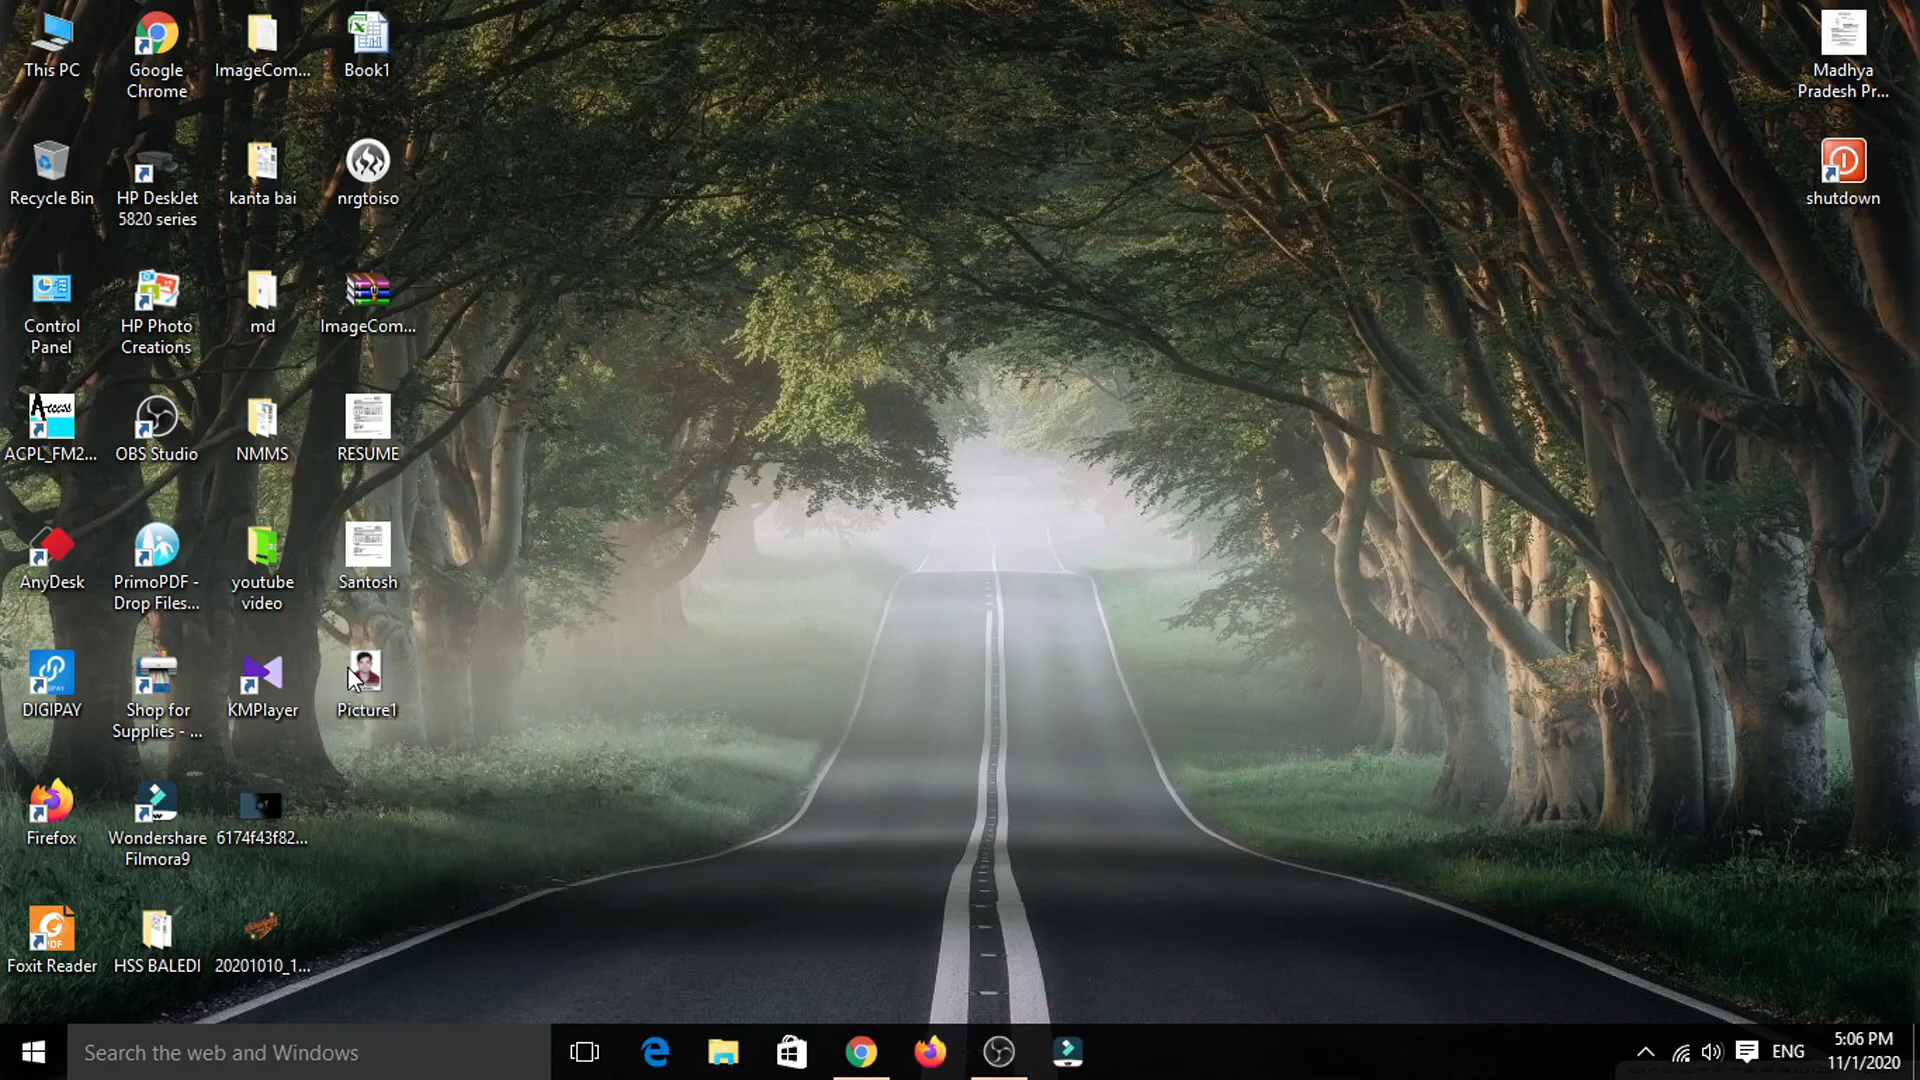 This PC
Google
Chrome
ImageCom...
Book1
Madhya
Pradesh Pr...
Recycle Bin
HP DeskJet
5820 series
kanta bai
nrgtoiso
shutdown
Control
Panel
HP Photo
Creations
md
ImageCom...
Access
ACPL_FM2...
OBS Studio
NMMS
RESUME
AnyDesk
PrimoPDF -
Drop Files...
youtube
video
Santosh
DIGIPAY
Shop for
Supplies - ...
KMPlayer
Picture1
Firefox
Wondershare
Filmora9
6174f43f82...
PDF
Foxit Reader
HSS BALEDI
20201010_1...
Search the web and Windows
ENG
5:06 PM
11/1/2020